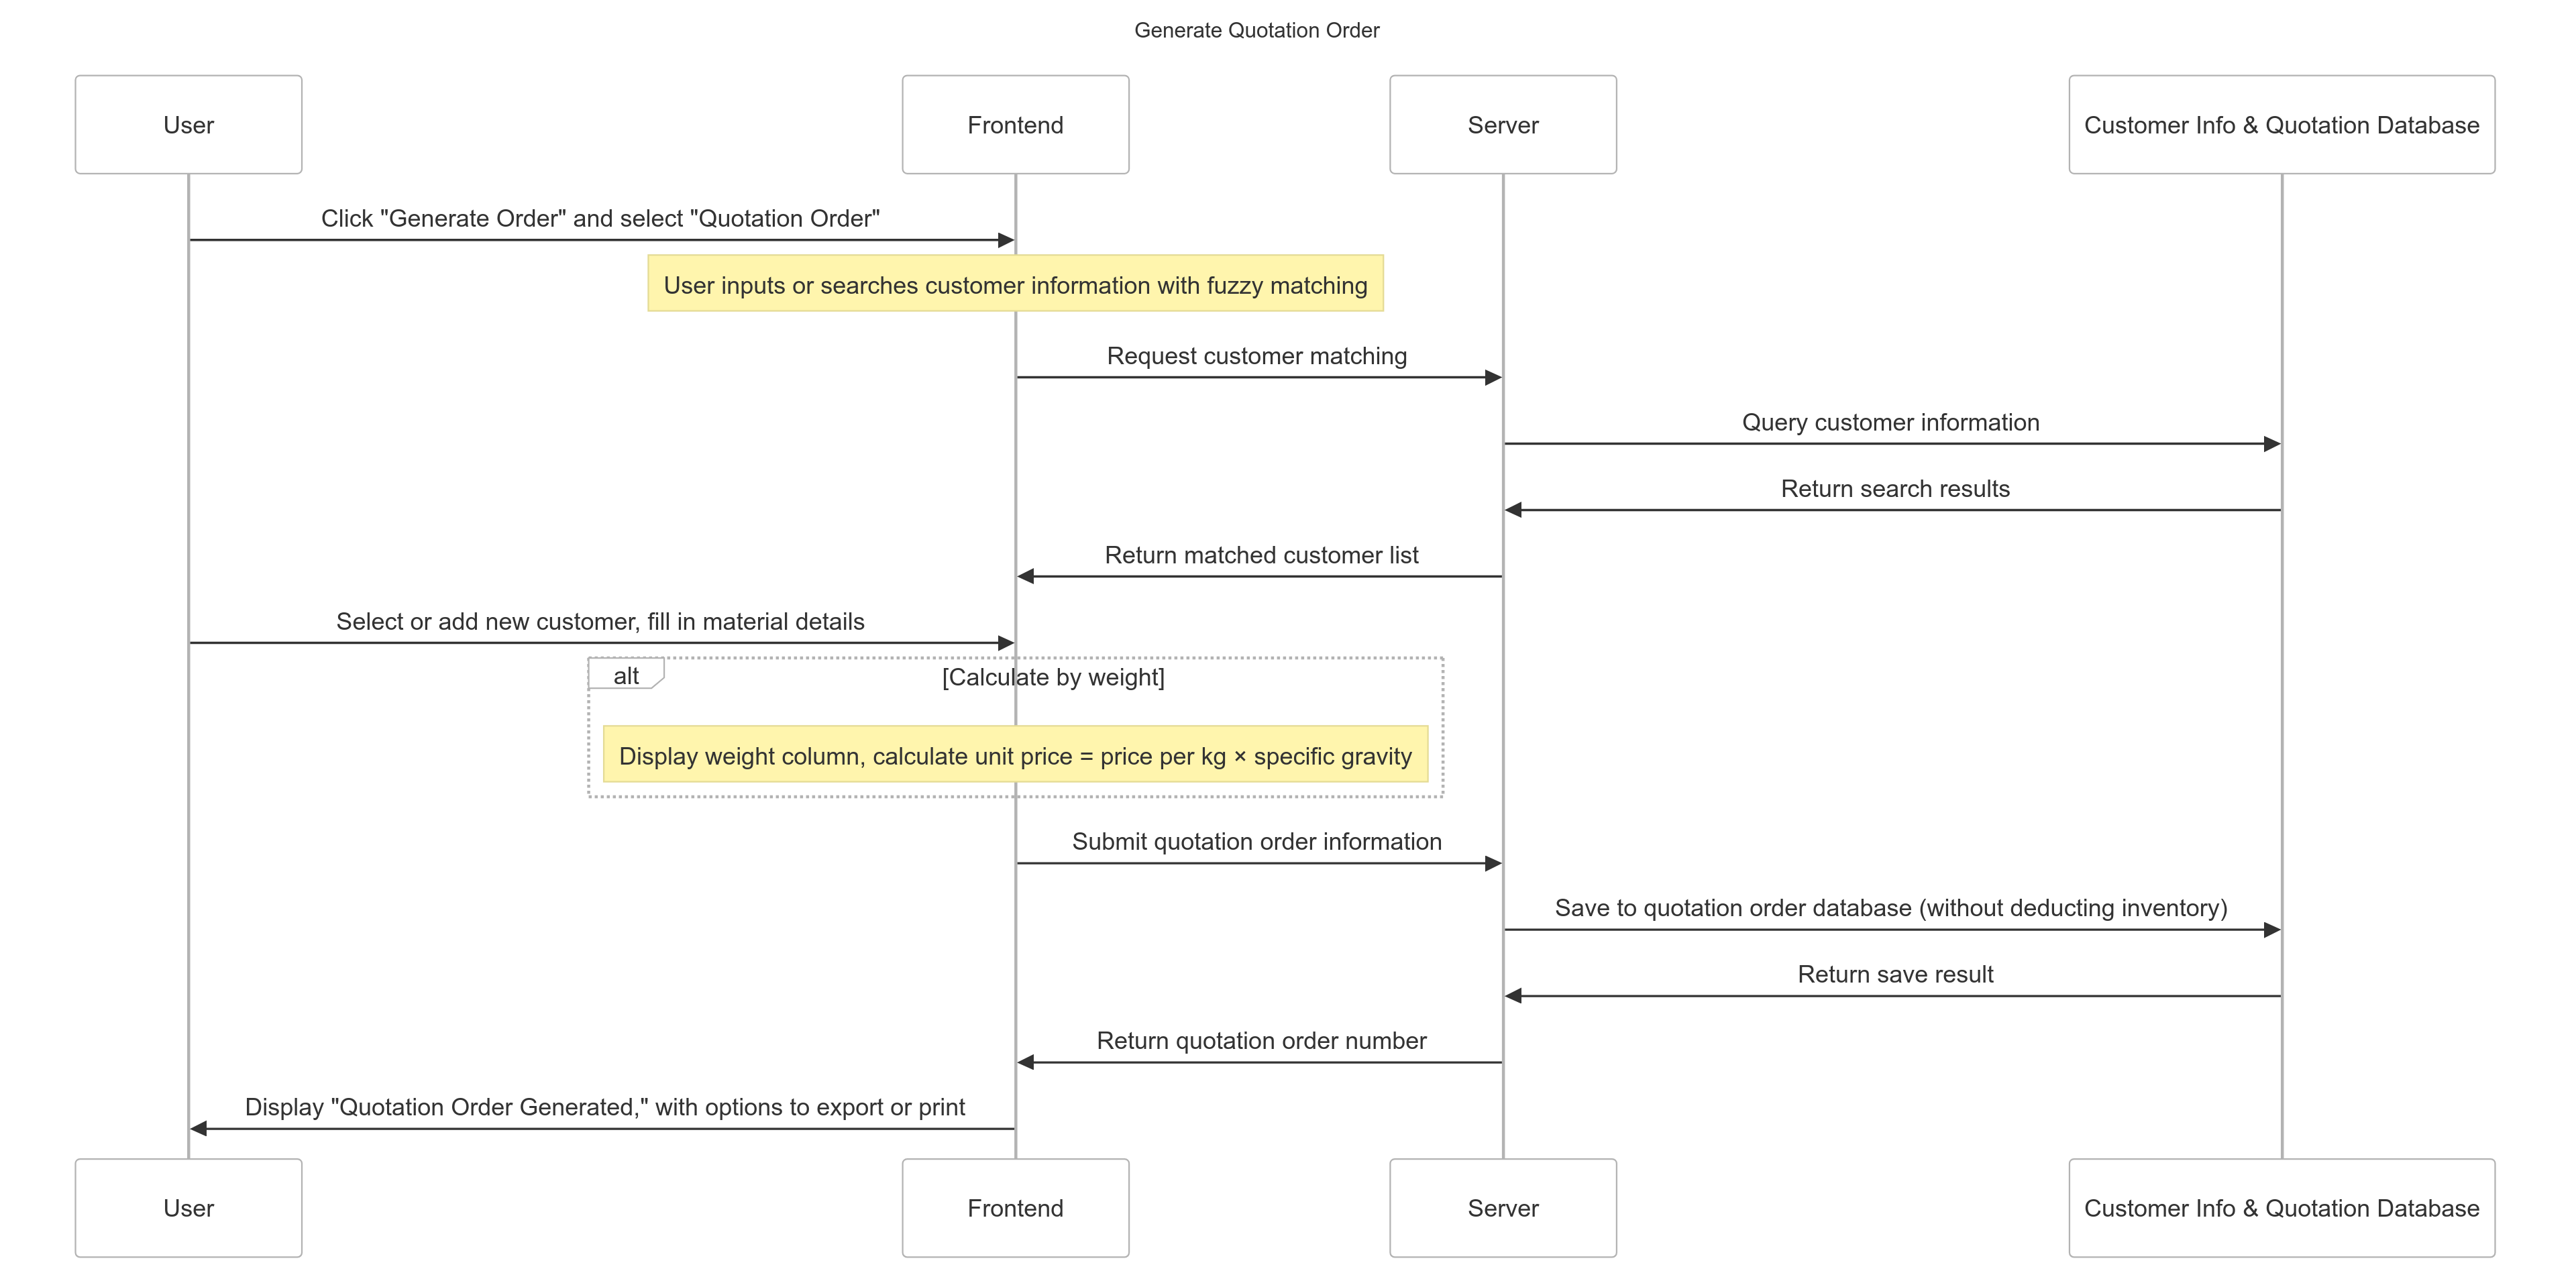 Generate Quotation Order
User
Frontend
Server
Customer Info & Quotation Database
Click "Generate Order" and select "Quotation Order"
User inputs or searches customer information with fuzzy matching
Request customer matching
Query customer information
Return search results
Return matched customer list
Select or add new customer, fill in material details
alt
[Calculate by weight]
Display weight column, calculate unit price = price per kg × specific gravity
Submit quotation order information
Save to quotation order database (without deducting inventory)
Return save result
Return quotation order number
Display "Quotation Order Generated," with options to export or print
User
Frontend
Server
Customer Info & Quotation Database